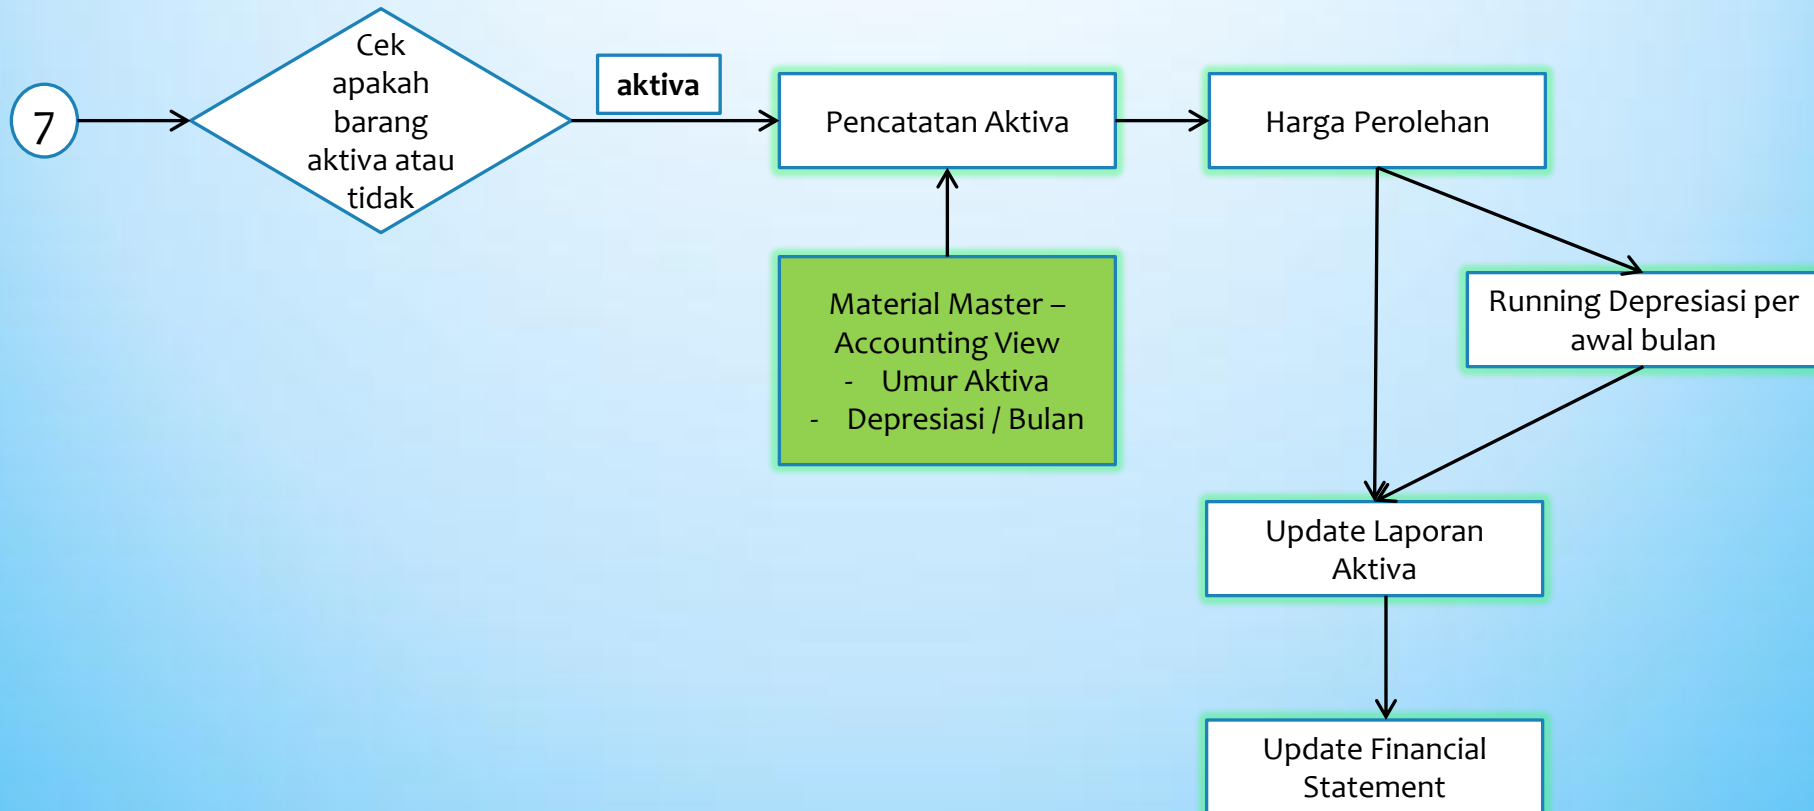 7
Cek
apakah
barang
aktiva atau
tidak
aktiva
Pencatatan Aktiva
Harga Perolehan
Material Master –
Accounting View
- Umur Aktiva
- Depresiasi / Bulan
Running Depresiasi per
awal bulan
Update Laporan
Aktiva
Update Financial
Statement